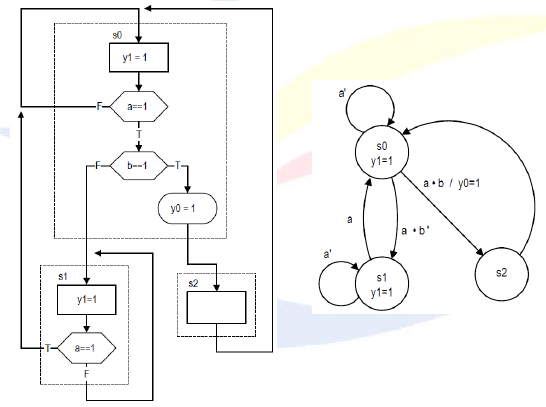 s0
y1 = 1
F
a==1
T
F
b==1
T
y0 = 1
s1
y1=1
T
a==1
F
s2
a'
s0
y1=1
a • b / y0=1
a
a • b'
a'
s1
y1=1
s2